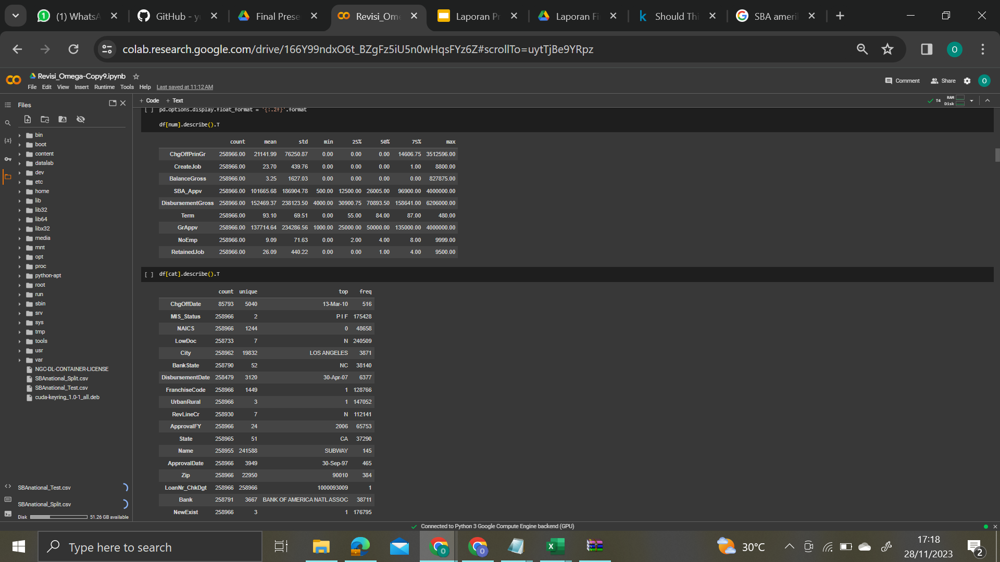 (1) WhatsA
GitHub - yu
Final Prese
Revisi_Ome
Laporan Pr
Laporan Fi
Should Thi
SBA ameri
colab.research.google.com/drive/166Y99ndxO6t_BZgFz5iU5n0wHqsFYz6Z#scrollTo=uytTjBe9YRpz
O
Revisi_Omega-Copy9.ipynb
File Edit View Insert Runtime Tools Help Last saved at 11:12 AM
Comment Share O
Files
+ Code + Text
T4 RAM Disk
bin
boot
content
datalab
dev
etc
home
lib
lib32
lib64
libx32
media
mnt
opt
proc
python-apt
root
run
sbin
srv
sys
tmp
tools
usr
var
NGC-DL-CONTAINER-LICENSE
SBAnational_Split.csv
SBAnational_Test.csv
cuda-keyring_1.0-1_all.deb
SBAnational_Test.csv
SBAnational_Split.csv
Disk 51.26 GB available
[ ] pd.options.display.float_format = '{:.2f}'.format
df[num].describe().T
count mean std min 25% 50% 75% max
ChgOffPrinGr 258966.00 21141.99 76250.87 0.00 0.00 0.00 14606.75 3512596.00
CreateJob 258966.00 23.70 439.76 0.00 0.00 0.00 1.00 8800.00
BalanceGross 258966.00 3.25 1627.03 0.00 0.00 0.00 0.00 827875.00
SBA_Appv 258966.00 101665.68 186904.78 500.00 12500.00 26005.00 96900.00 4000000.00
DisbursementGross 258966.00 152469.37 238123.50 4000.00 30900.75 70893.50 158641.00 6206000.00
Term 258966.00 93.10 69.51 0.00 55.00 84.00 87.00 480.00
GrAppv 258966.00 137714.64 234286.56 1000.00 25000.00 50000.00 135000.00 4000000.00
NoEmp 258966.00 9.09 71.63 0.00 2.00 4.00 8.00 9999.00
RetainedJob 258966.00 26.09 440.22 0.00 0.00 1.00 4.00 9500.00
[ ] df[cat].describe().T
count unique top freq
ChgOffDate 85793 5040 13-Mar-10 516
MIS_Status 258966 2 P I F 175428
NAICS 258966 1244 0 48658
LowDoc 258733 7 N 240509
City 258962 19832 LOS ANGELES 3871
BankState 258790 52 NC 38140
DisbursementDate 258479 3120 30-Apr-07 6377
FranchiseCode 258966 1449 1 128766
UrbanRural 258966 3 1 147052
RevLineCr 258930 7 N 112141
ApprovalFY 258966 24 2006 65753
State 258965 51 CA 37290
Name 258955 241588 SUBWAY 145
ApprovalDate 258966 3949 30-Sep-97 465
Zip 258966 22950 90010 384
LoanNr_ChkDgt 258966 258966 1000093009 1
Bank 258791 3667 BANK OF AMERICA NATL ASSOC 38711
NewExist 258966 3 1 176795
Connected to Python 3 Google Compute Engine backend (GPU)
Type here to search
30°C
17:18
28/11/2023
2